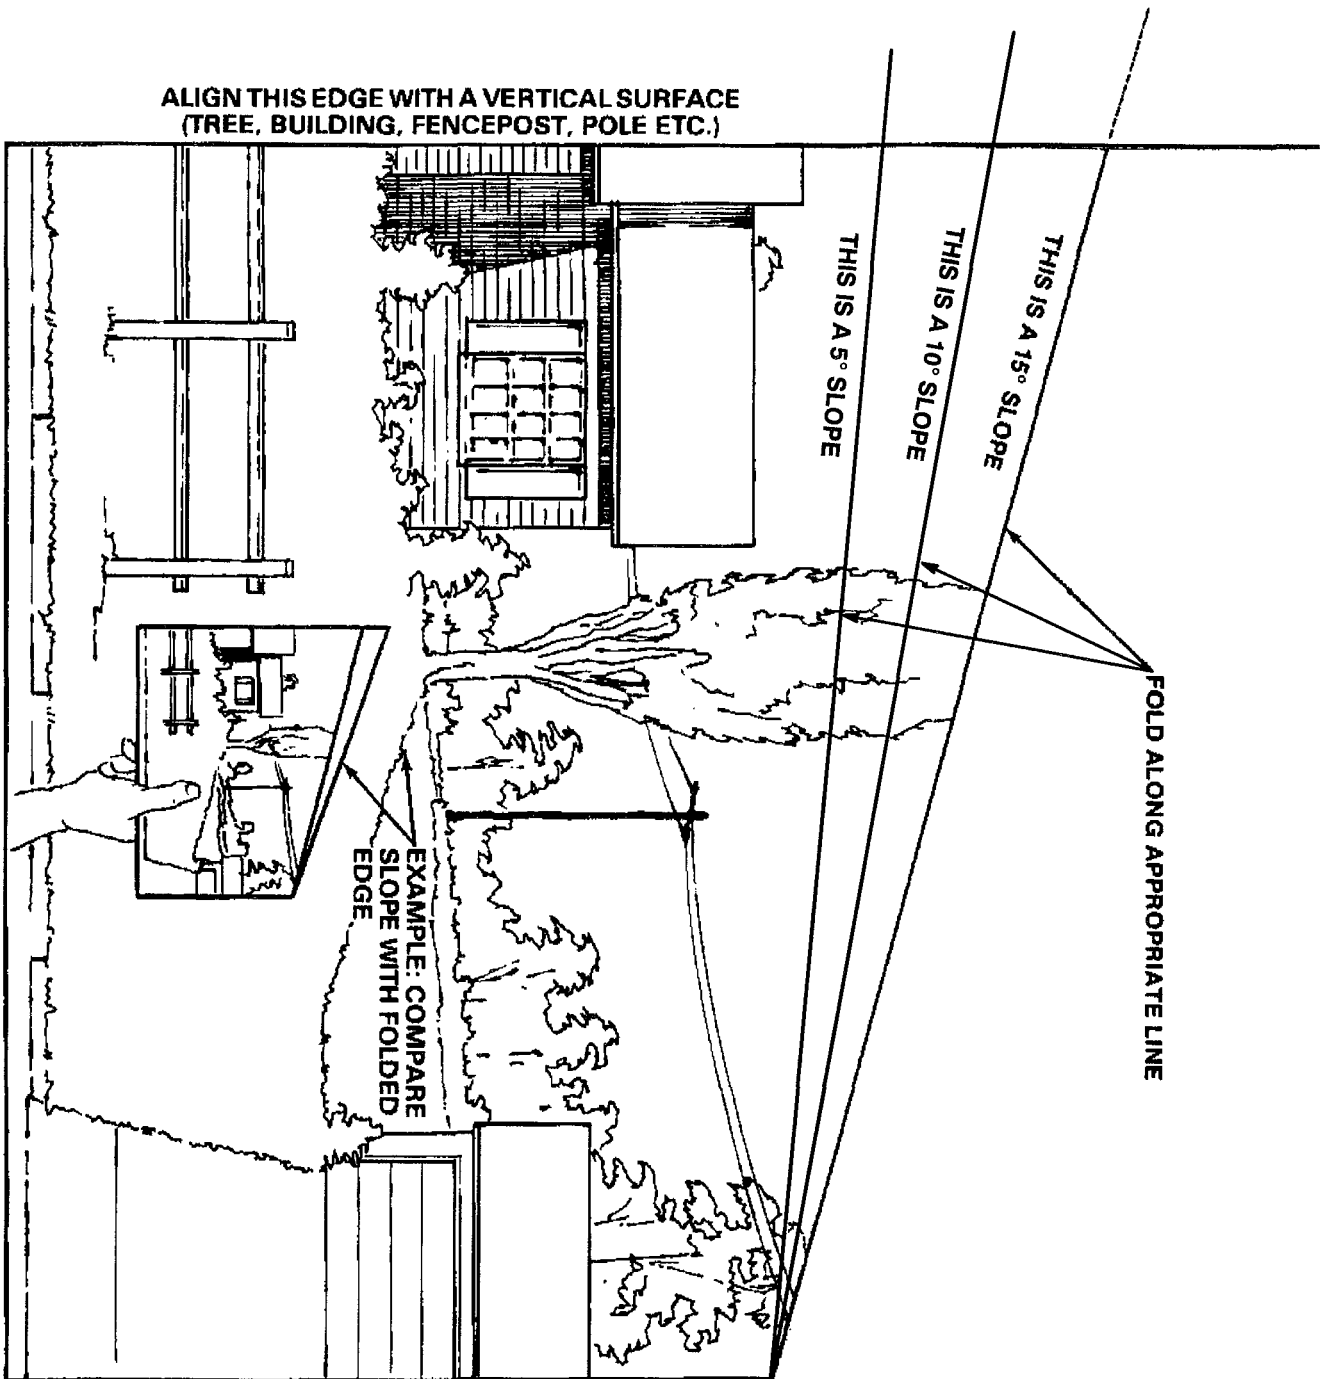 ALIGN THIS EDGE WITH A VERTICAL SURFACE
(TREE, BUILDING, FENCEPOST, POLE ETC.)
THIS IS A 5° SLOPE
THIS IS A 10° SLOPE
THIS IS A 15° SLOPE
FOLD ALONG APPROPRIATE LINE
EXAMPLE: COMPARE
SLOPE WITH FOLDED
EDGE